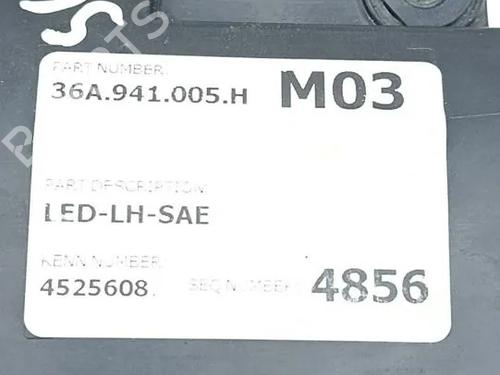 PART NUMBER:
36A.941.005.H M03
PART DESCRIPTION:
LED-LH-SAE
KENN NUMBER:
4525608 SEQ NUMBER: 4856